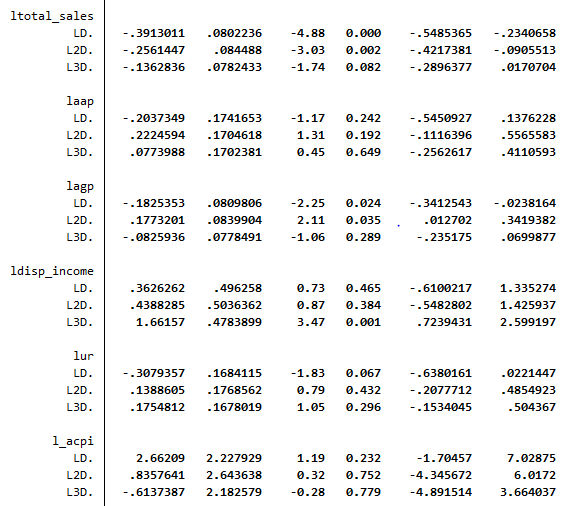 ltotal_sales
LD. -.3913011 .0802236 -4.88 0.000 -.5485365 -.2340658
L2D. -.2561447 .084488 -3.03 0.002 -.4217381 -.0905513
L3D. -.1362836 .0782433 -1.74 0.082 -.2896377 .0170704
laap
LD. -.2037349 .1741653 -1.17 0.242 -.5450927 .1376228
L2D. .2224594 .1704618 1.31 0.192 -.1116396 .5565583
L3D. .0773988 .1702381 0.45 0.649 -.2562617 .4110593
lagp
LD. -.1825353 .0809806 -2.25 0.024 -.3412543 -.0238164
L2D. .1773201 .0839904 2.11 0.035 .012702 .3419382
L3D. -.0825936 .0778491 -1.06 0.289 -.235175 .0699877
ldisp_income
LD. .3626262 .496258 0.73 0.465 -.6100217 1.335274
L2D. .4388285 .5036362 0.87 0.384 -.5482802 1.425937
L3D. 1.66157 .4783899 3.47 0.001 .7239431 2.599197
lur
LD. -.3079357 .1684115 -1.83 0.067 -.6380161 .0221447
L2D. .1388605 .1768562 0.79 0.432 -.2077712 .4854923
L3D. .1754812 .1678019 1.05 0.296 -.1534045 .504367
l_acpi
LD. 2.66209 2.227929 1.19 0.232 -1.70457 7.02875
L2D. .8357641 2.643638 0.32 0.752 -4.345672 6.0172
L3D. -.6137387 2.182579 -0.28 0.779 -4.891514 3.664037